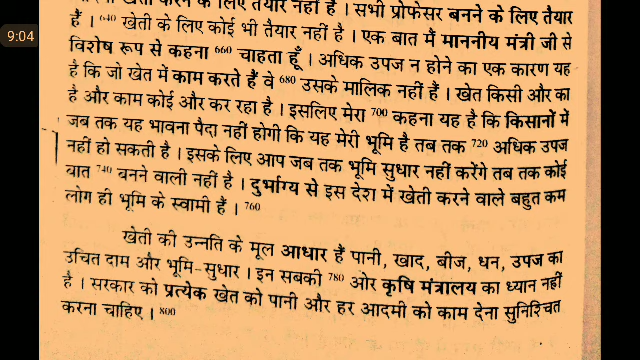 9:04
खेती करने के लिए तैयार नहीं है । सभी प्रोफेसर बनने के लिए तैयार
हैं । 640 खेती के लिए कोई भी तैयार नहीं है । एक बात मैं माननीय मंत्री जी से
विशेष रूप से कहना 660 चाहता हूँ । अधिक उपज न होने का एक कारण यह
है कि जो खेत में काम करते हैं वे 680 उसके मालिक नहीं हैं । खेत किसी और का
है और काम कोई और कर रहा है । इसलिए मेरा 700 कहना यह है कि किसानों में
जब तक यह भावना पैदा नहीं होगी कि यह मेरी भूमि है तब तक 720 अधिक उपज
नहीं हो सकती है । इसके लिए आप जब तक भूमि सुधार नहीं करेंगे तब तक कोई
बात 740 बनने वाली नहीं है । दुर्भाग्य से इस देश में खेती करने वाले बहुत कम
लोग ही भूमि के स्वामी हैं । 760
खेती की उन्नति के मूल आधार हैं पानी, खाद, बीज, धन, उपज का
उचित दाम और भूमि-सुधार । इन सबकी 780 ओर कृषि मंत्रालय का ध्यान नहीं
है । सरकार को प्रत्येक खेत को पानी और हर आदमी को काम देना सुनिश्चित
करना चाहिए । 800